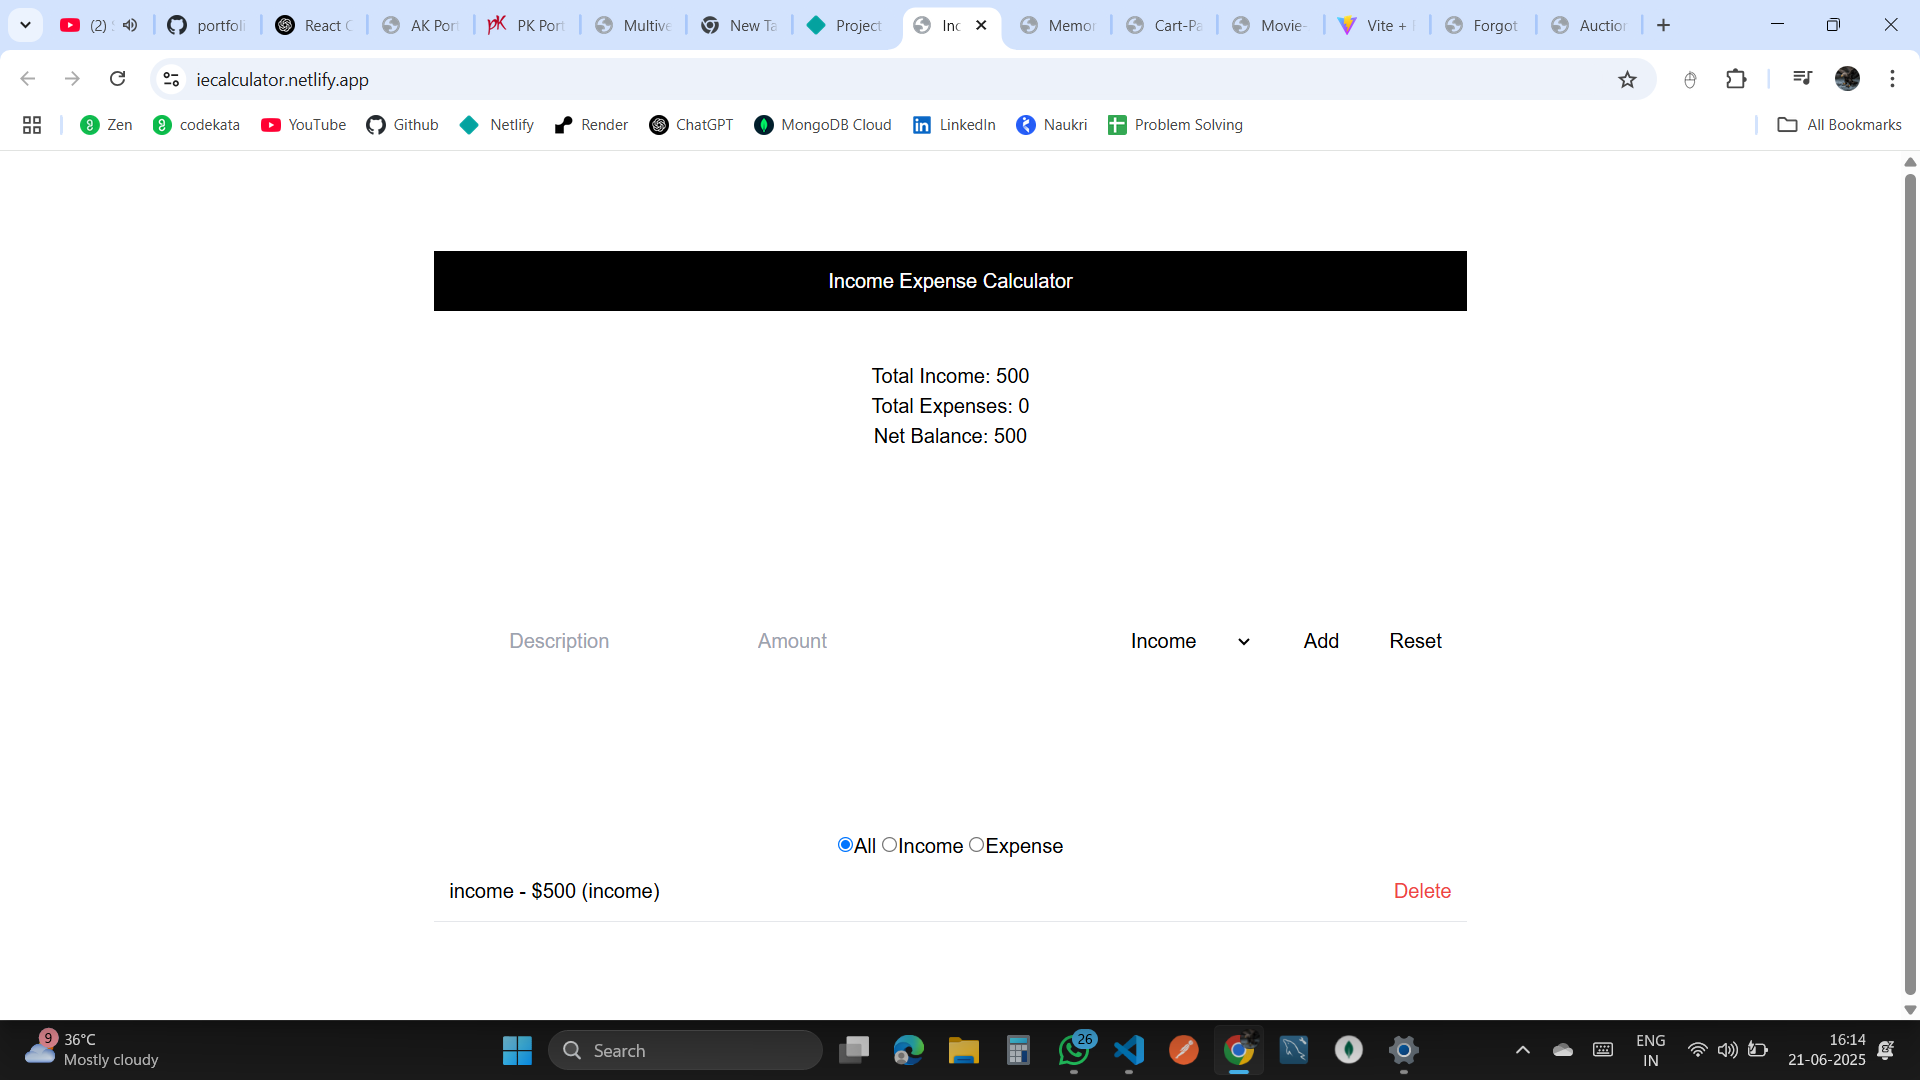 (2) S
portfoli
React C
AK Port
PK Port
Multive
New Ta
Project
Inc
Memor
Cart-Pa
Movie-
Vite +
Forgot
Auction
iecalculator.netlify.app
Zen
codekata
YouTube
Github
Netlify
Render
ChatGPT
MongoDB Cloud
LinkedIn
Naukri
Problem Solving
All Bookmarks
Income Expense Calculator
Total Income: 500
Total Expenses: 0
Net Balance: 500
Description
Amount
Income
Add
Reset
All Income Expense
income - $500 (income)
Delete
9
36°C
Mostly cloudy
Search
26
ENG
IN
16:14
21-06-2025